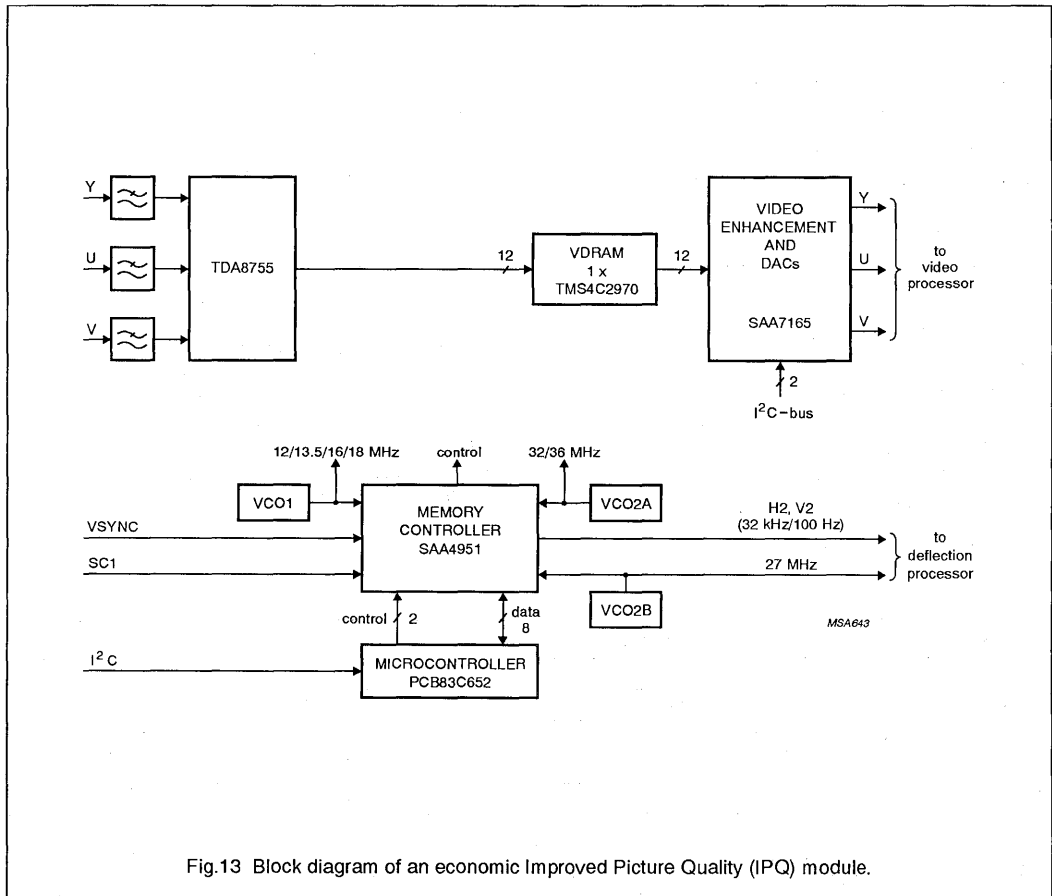 Y
U
V
TDA8755
12
VDRAM
1 x
TMS4C2970
12
VIDEO
ENHANCEMENT
AND
DACs
SAA7165
Y
U
V
to
video
processor
2
I²C-bus
12/13.5/16/18 MHz
control
32/36 MHz
VCO1
MEMORY
CONTROLLER
SAA4951
VCO2A
VSYNC
SC1
H2, V2
(32 kHz/100 Hz)
27 MHz
to
deflection
processor
VCO2B
control
2
data
8
MSA643
I²C
MICROCONTROLLER
PCB83C652
Fig.13 Block diagram of an economic Improved Picture Quality (IPQ) module.